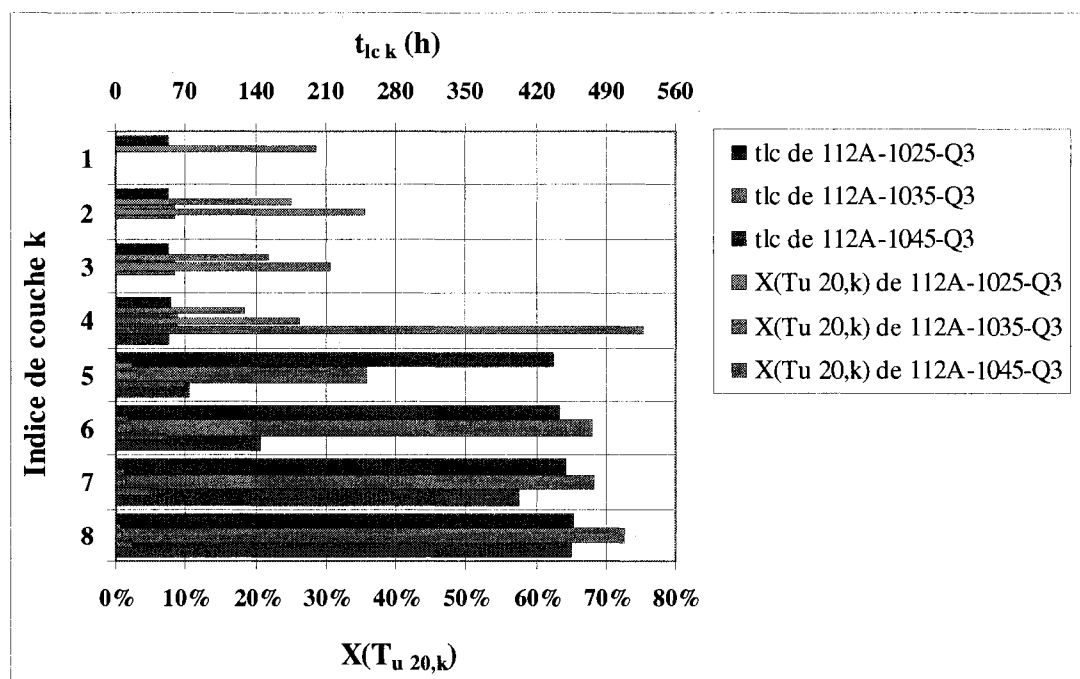 t_lc k (h)
0 70 140 210 280 350 420 490 560
Indice de couche k
1
2
3
4
5
6
7
8
0% 10% 20% 30% 40% 50% 60% 70% 80%
X(T_u 20,k)
tlc de 112A-1025-Q3
tlc de 112A-1035-Q3
tlc de 112A-1045-Q3
X(Tu 20,k) de 112A-1025-Q3
X(Tu 20,k) de 112A-1035-Q3
X(Tu 20,k) de 112A-1045-Q3